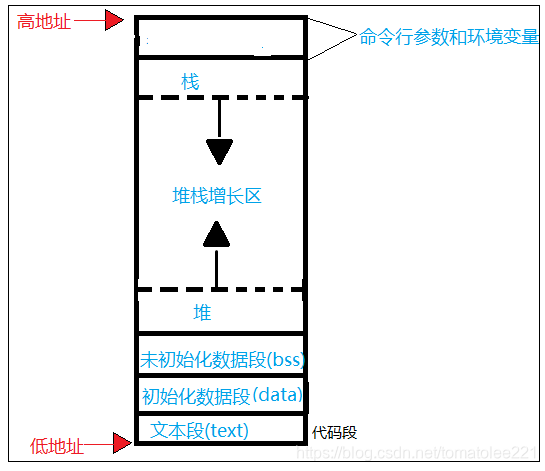 高地址
命令行参数和环境变量
栈
堆栈增长区
堆
未初始化数据段(bss)
初始化数据段(data)
文本段(text)
代码段
低地址
https://blog.csdn.net/tomatolee221